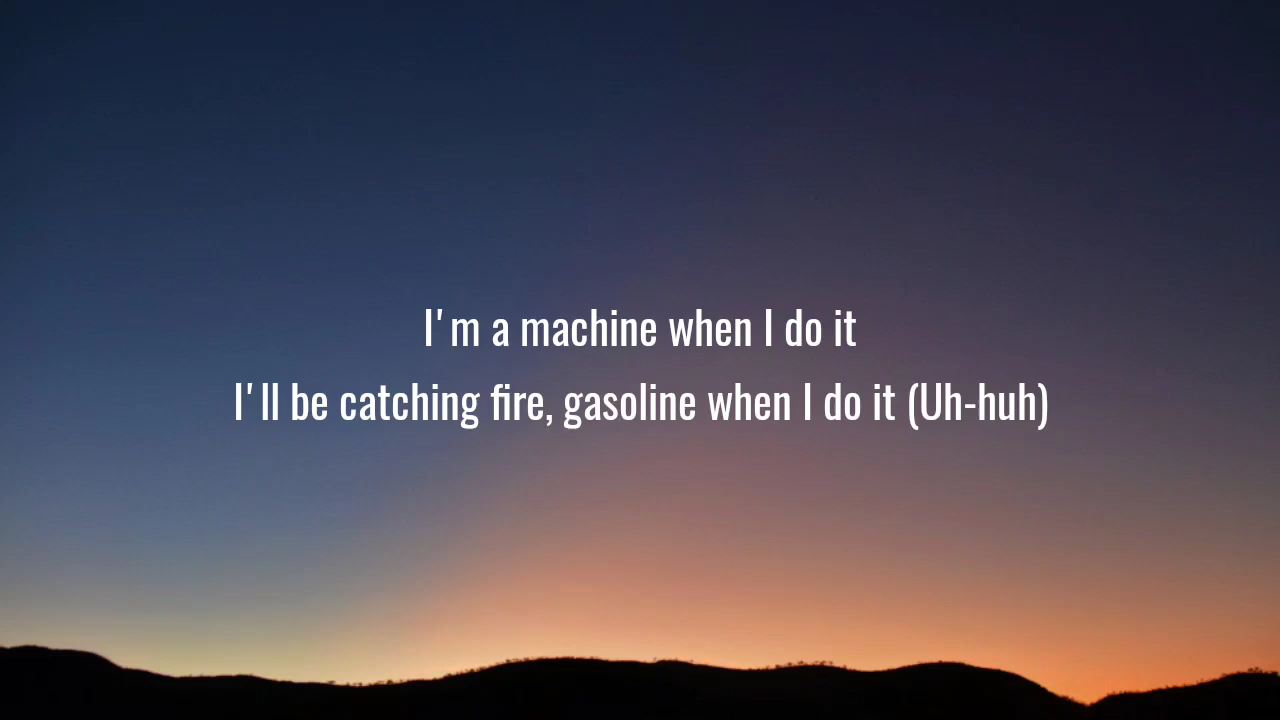 I'm a machine when I do it
I'll be catching fire, gasoline when I do it (Uh-huh)